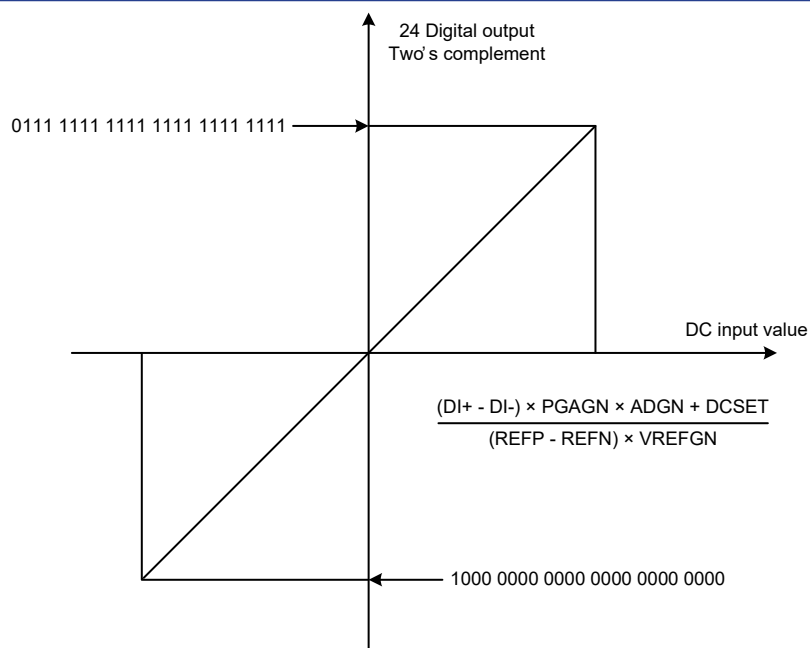 24 Digital output
Two's complement
0111 1111 1111 1111 1111 1111
DC input value
(DI+ - DI-) × PGAGN × ADGN + DCSET
(REFP - REFN) × VREFGN
1000 0000 0000 0000 0000 0000